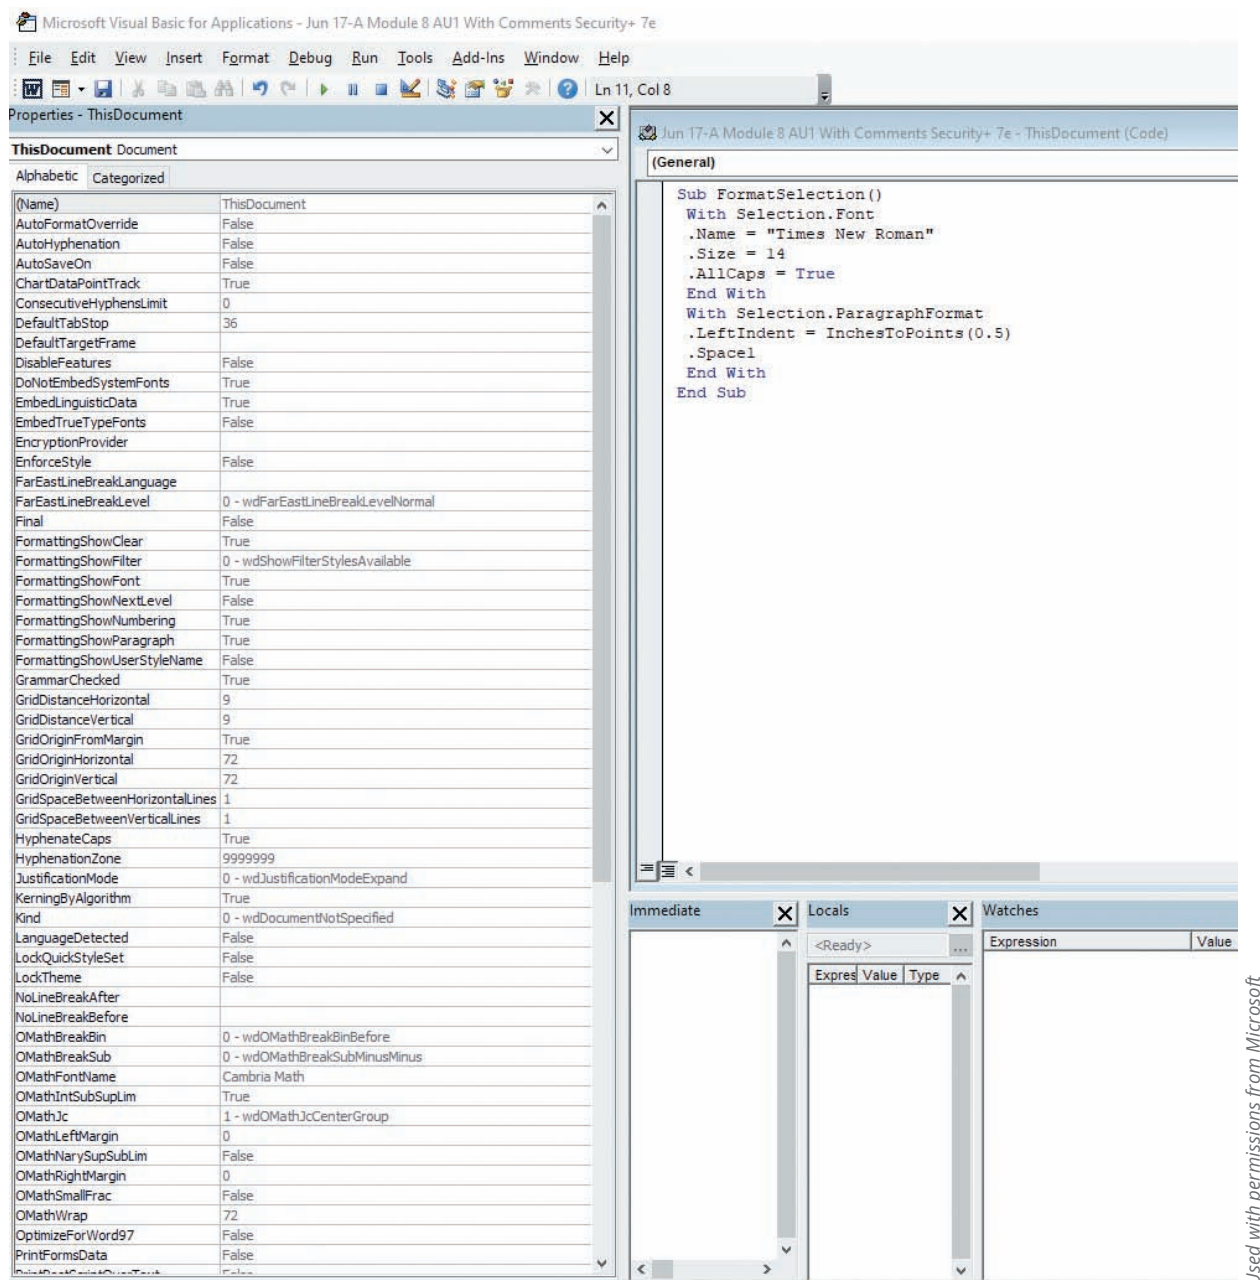 Microsoft Visual Basic for Applications - Jun 17-A Module 8 AU1 With Comments Security+ 7e
File Edit View Insert Format Debug Run Tools Add-Ins Window Help
Ln 11, Col 8
Properties - ThisDocument
ThisDocument Document
Alphabetic Categorized
(Name) ThisDocument
AutoFormatOverride False
AutoHyphenation False
AutoSaveOn False
ChartDataPointTrack True
ConsecutiveHyphensLimit 0
DefaultTabStop 36
DefaultTargetFrame
DisableFeatures False
DoNotEmbedSystemFonts True
EmbedLinguisticData True
EmbedTrueTypeFonts False
EncryptionProvider
EnforceStyle False
FarEastLineBreakLanguage
FarEastLineBreakLevel 0 - wdFarEastLineBreakLevelNormal
Final False
FormattingShowClear True
FormattingShowFilter 0 - wdShowFilterStylesAvailable
FormattingShowFont True
FormattingShowNextLevel False
FormattingShowNumbering True
FormattingShowParagraph True
FormattingShowUserStyleName False
GrammarChecked True
GridDistanceHorizontal 9
GridDistanceVertical 9
GridOriginFromMargin True
GridOriginHorizontal 72
GridOriginVertical 72
GridSpaceBetweenHorizontalLines 1
GridSpaceBetweenVerticalLines 1
HyphenateCaps True
HyphenationZone 9999999
JustificationMode 0 - wdJustificationModeExpand
KerningByAlgorithm True
Kind 0 - wdDocumentNotSpecified
LanguageDetected False
LockQuickStyleSet False
LockTheme False
NoLineBreakAfter
NoLineBreakBefore
OMathBreakBin 0 - wdOMathBreakBinBefore
OMathBreakSub 0 - wdOMathBreakSubMinusMinus
OMathFontName Cambria Math
OMathIntSubSupLim True
OMathJc 1 - wdOMathJcCenterGroup
OMathLeftMargin 0
OMathNarySupSubLim False
OMathRightMargin 0
OMathSmallFrac False
OMathWrap 72
OptimizeForWord97 False
PrintFormsData False
Jun 17-A Module 8 AU1 With Comments Security+ 7e - ThisDocument (Code)
(General)
Sub FormatSelection()
With Selection.Font
.Name = "Times New Roman"
.Size = 14
.AllCaps = True
End With
With Selection.ParagraphFormat
.LeftIndent = InchesToPoints(0.5)
.Space1
End With
End Sub
Immediate
Locals
<Ready> ...
Expres Value Type
Watches
Expression Value
Used with permissions from Microsoft